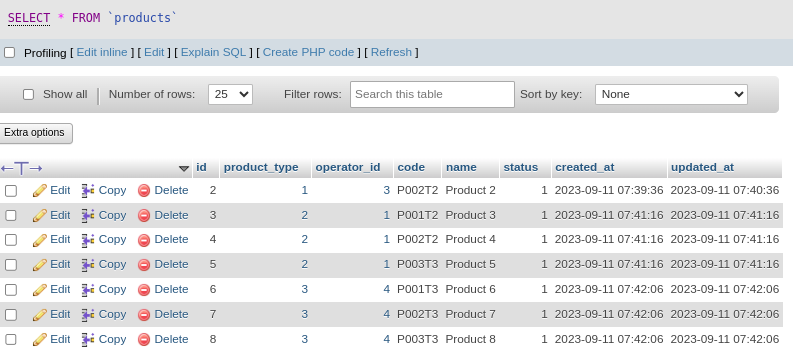 SELECT * FROM `products`
Profiling [ Edit inline ] [ Edit ] [ Explain SQL ] [ Create PHP code ] [ Refresh ]
Show all Number of rows: 25 Filter rows: Search this table Sort by key: None
Extra options
id product_type operator_id code name status created_at updated_at
Edit Copy Delete 2 1 3 P002T2 Product 2 1 2023-09-11 07:39:36 2023-09-11 07:40:36
Edit Copy Delete 3 2 1 P001T2 Product 3 1 2023-09-11 07:41:16 2023-09-11 07:41:16
Edit Copy Delete 4 2 1 P002T2 Product 4 1 2023-09-11 07:41:16 2023-09-11 07:41:16
Edit Copy Delete 5 2 1 P003T3 Product 5 1 2023-09-11 07:41:16 2023-09-11 07:41:16
Edit Copy Delete 6 3 4 P001T3 Product 6 1 2023-09-11 07:42:06 2023-09-11 07:42:06
Edit Copy Delete 7 3 4 P002T3 Product 7 1 2023-09-11 07:42:06 2023-09-11 07:42:06
Edit Copy Delete 8 3 4 P003T3 Product 8 1 2023-09-11 07:42:06 2023-09-11 07:42:06